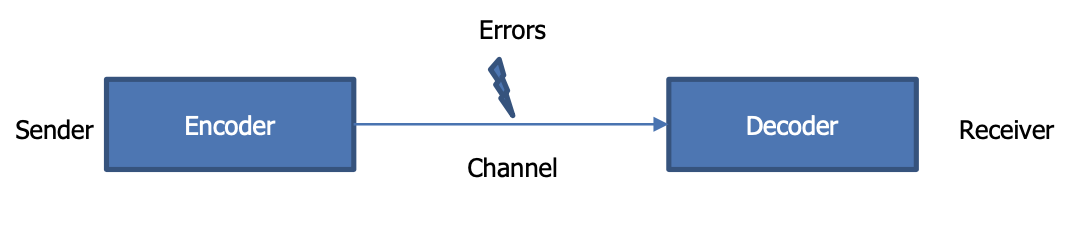 Errors
Sender
Encoder
Decoder
Receiver
Channel